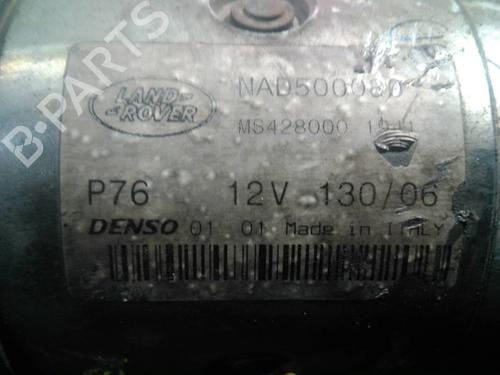 B-PARTS
LAND-
ROVER
NAD500080
MS428000
P76 12V 130/06
DENSO 01 01 Made in ITALY